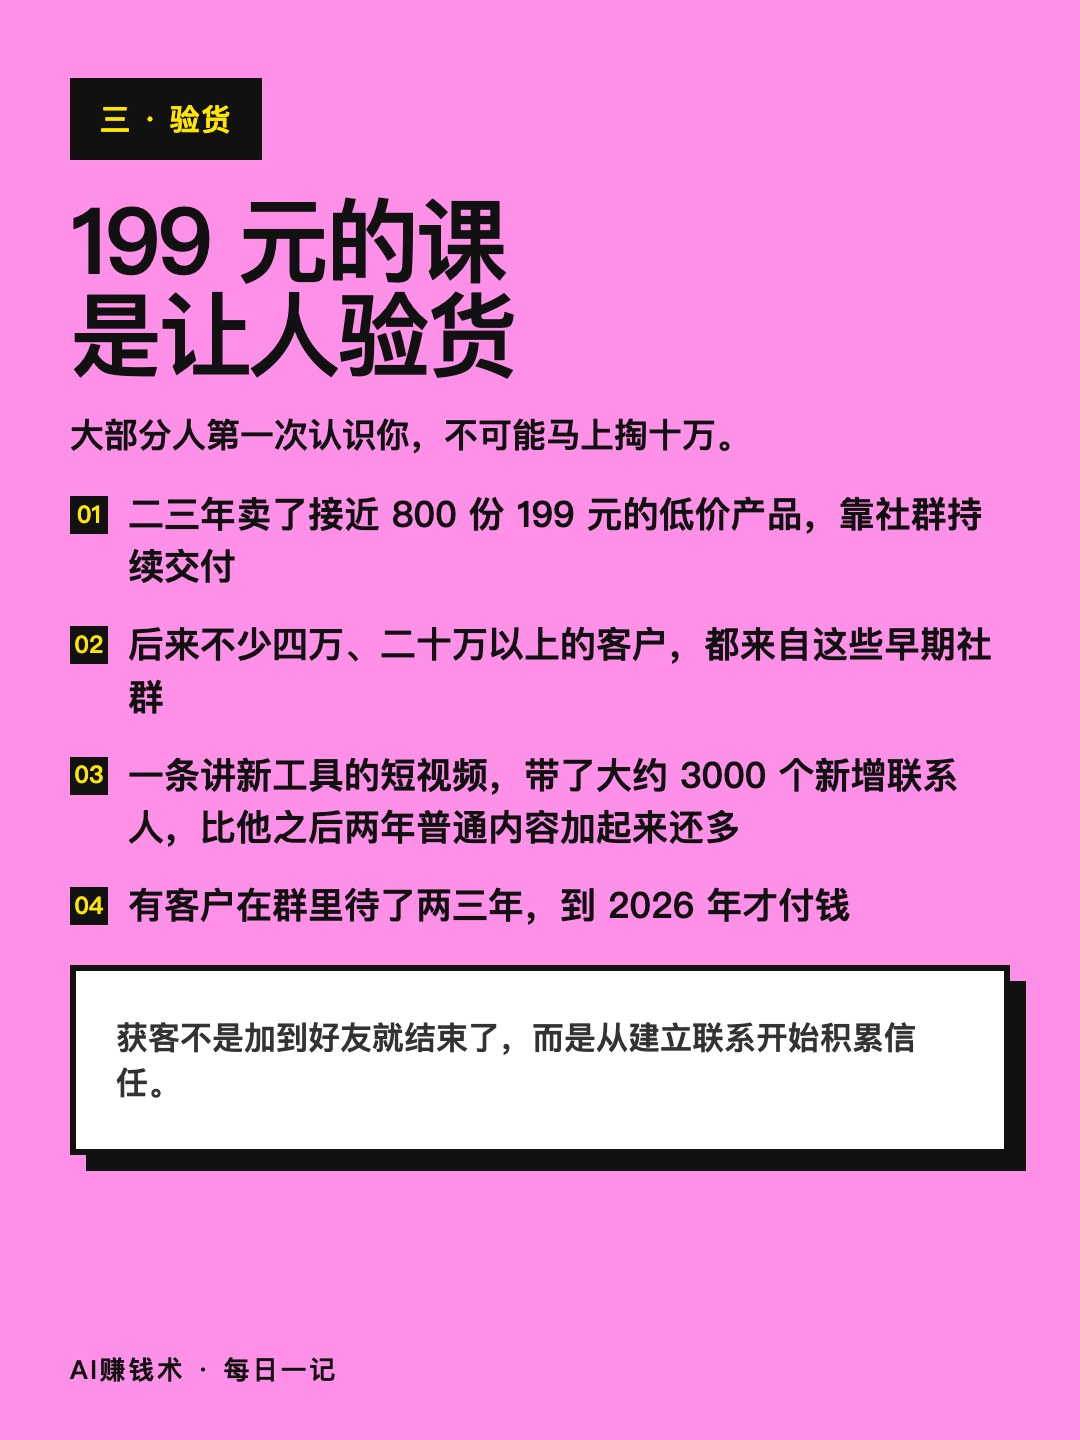 三 · 验货
199 元的课
是让人验货
大部分人第一次认识你，不可能马上掏十万。
01 二三年卖了接近 800 份 199 元的低价产品，靠社群持
续交付
02 后来不少四万、二十万以上的客户，都来自这些早期社
群
03 一条讲新工具的短视频，带了大约 3000 个新增联系
人，比他之后两年普通内容加起来还多
04 有客户在群里待了两三年，到 2026 年才付钱
获客不是加到好友就结束了，而是从建立联系开始积累信
任。
AI赚钱术 · 每日一记